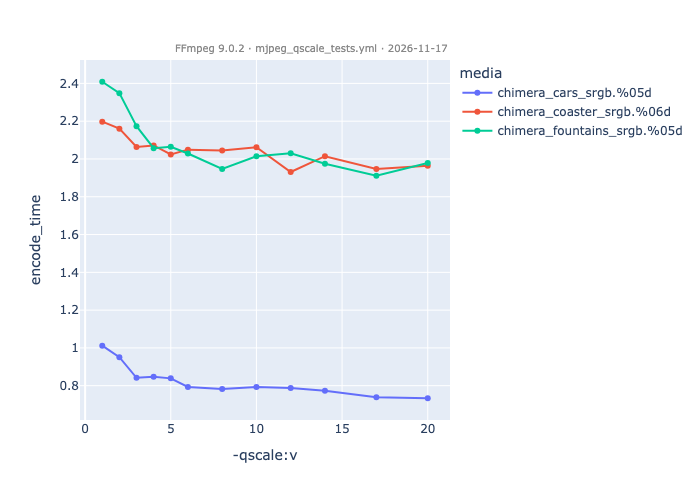 FFmpeg 9.0.2 · mjpeg_qscale_tests.yml · 2026-11-17
media
chimera_cars_srgb.%05d
chimera_coaster_srgb.%06d
chimera_fountains_srgb.%05d
encode_time
2.4
2.2
2
1.8
1.6
1.4
1.2
1
0.8
0
5
10
15
20
-qscale:v